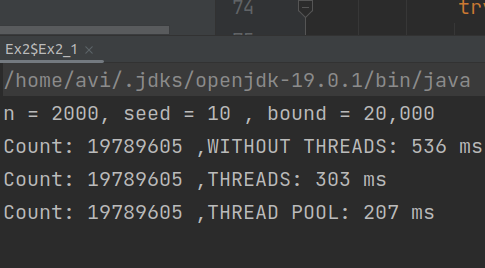 74
try
Ex2$Ex2_1
/home/avi/.jdks/openjdk-19.0.1/bin/java
n = 2000, seed = 10 , bound = 20,000
Count: 19789605 ,WITHOUT THREADS: 536 ms
Count: 19789605 ,THREADS: 303 ms
Count: 19789605 ,THREAD POOL: 207 ms